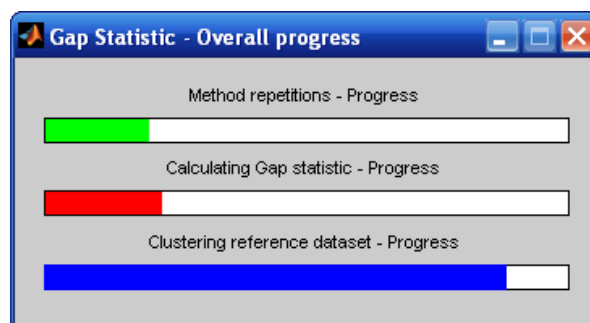 Gap Statistic - Overall progress
Method repetitions - Progress
Calculating Gap statistic - Progress
Clustering reference dataset - Progress